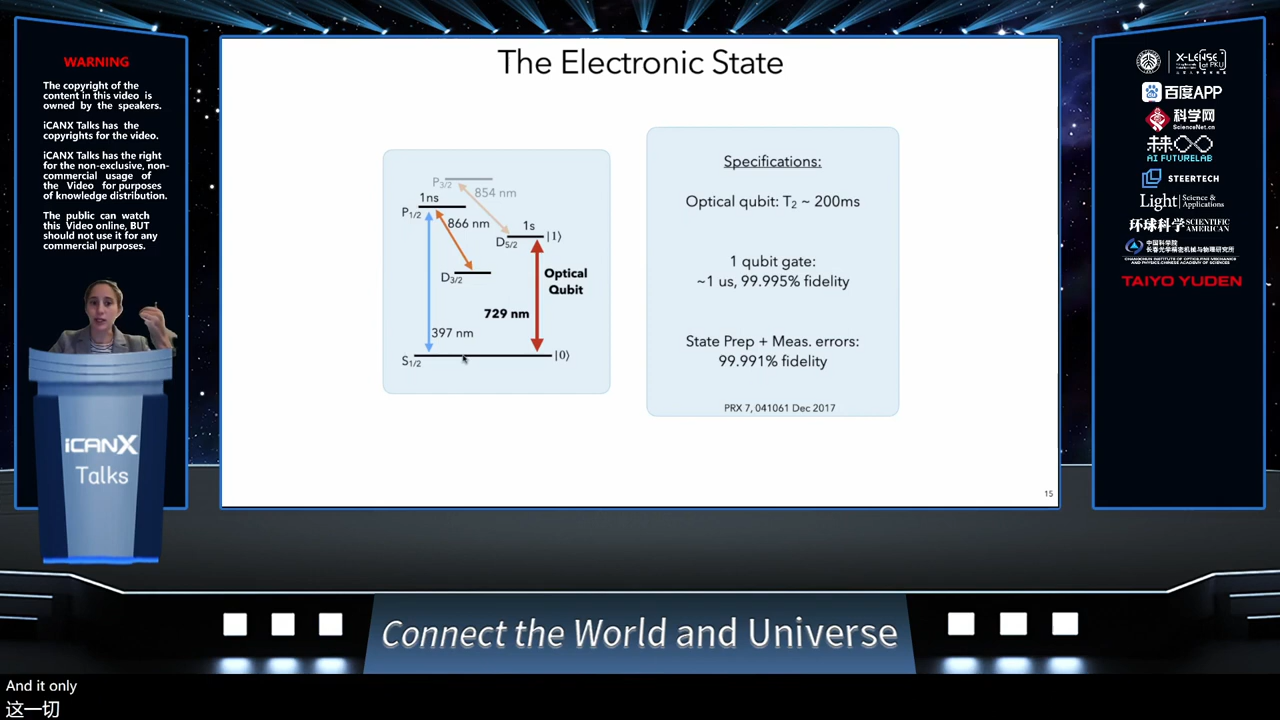 WARNING
The copyright of the
content in this video is
owned by the speakers.
iCANX Talks has the
copyrights for the video.
iCANX Talks has the right
for the non-exclusive, non-
commercial usage of
the Video for purposes
of knowledge distribution.
The public can watch
this Video online, BUT
should not use it for any
commercial purposes.
iCANX
Talks
The Electronic State
P3/2
854 nm
1ns
P1/2
866 nm
1s
D5/2
|1⟩
D3/2
Optical
Qubit
729 nm
397 nm
S1/2
|0⟩
Specifications:
Optical qubit: T2 ~ 200ms
1 qubit gate:
~1 us, 99.995% fidelity
State Prep + Meas. errors:
99.991% fidelity
PRX 7, 041061 Dec 2017
15
X-LENSE
at PKU
百度APP
科学网
ScienceNet.cn
AI FUTURELAB
STEERTECH
Light Science & Applications
环球科学 SCIENTIFIC AMERICAN
中国科学院
长春光学精密机械与物理研究所
CHANGCHUN INSTITUTE OF OPTICS, FINE MECHANICS
AND PHYSICS, CHINESE ACADEMY OF SCIENCES
TAIYO YUDEN
Connect the World and Universe
And it only
这一切